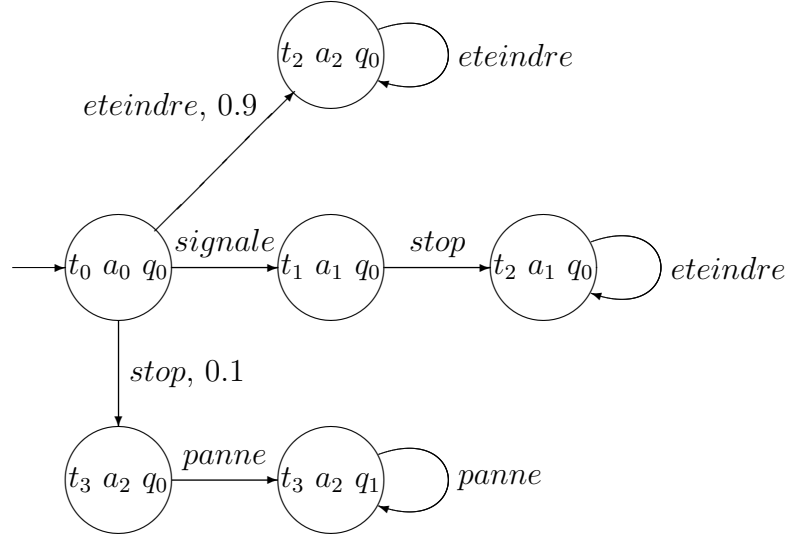 t₂ a₂ q₀
eteindre
eteindre, 0.9
t₀ a₀ q₀
signale
t₁ a₁ q₀
stop
t₂ a₁ q₀
eteindre
stop, 0.1
t₃ a₂ q₀
panne
t₃ a₂ q₁
panne